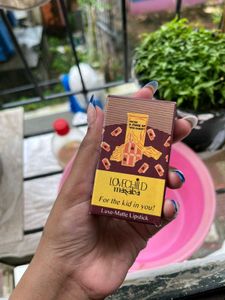 LOVECHILD
masaba
For the kid in you!
Luxe Matte Lipstick